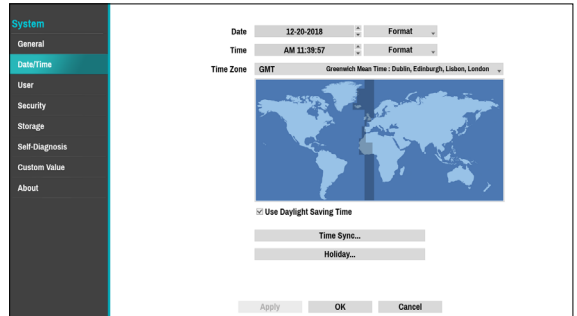 System
General
Date/Time
User
Security
Storage
Self-Diagnosis
Custom Value
About
Date 12-20-2018 Format
Time AM 11:39:57 Format
Time Zone GMT Greenwich Mean Time : Dublin, Edinburgh, Lisbon, London
Use Daylight Saving Time
Time Sync...
Holiday...
Apply OK Cancel